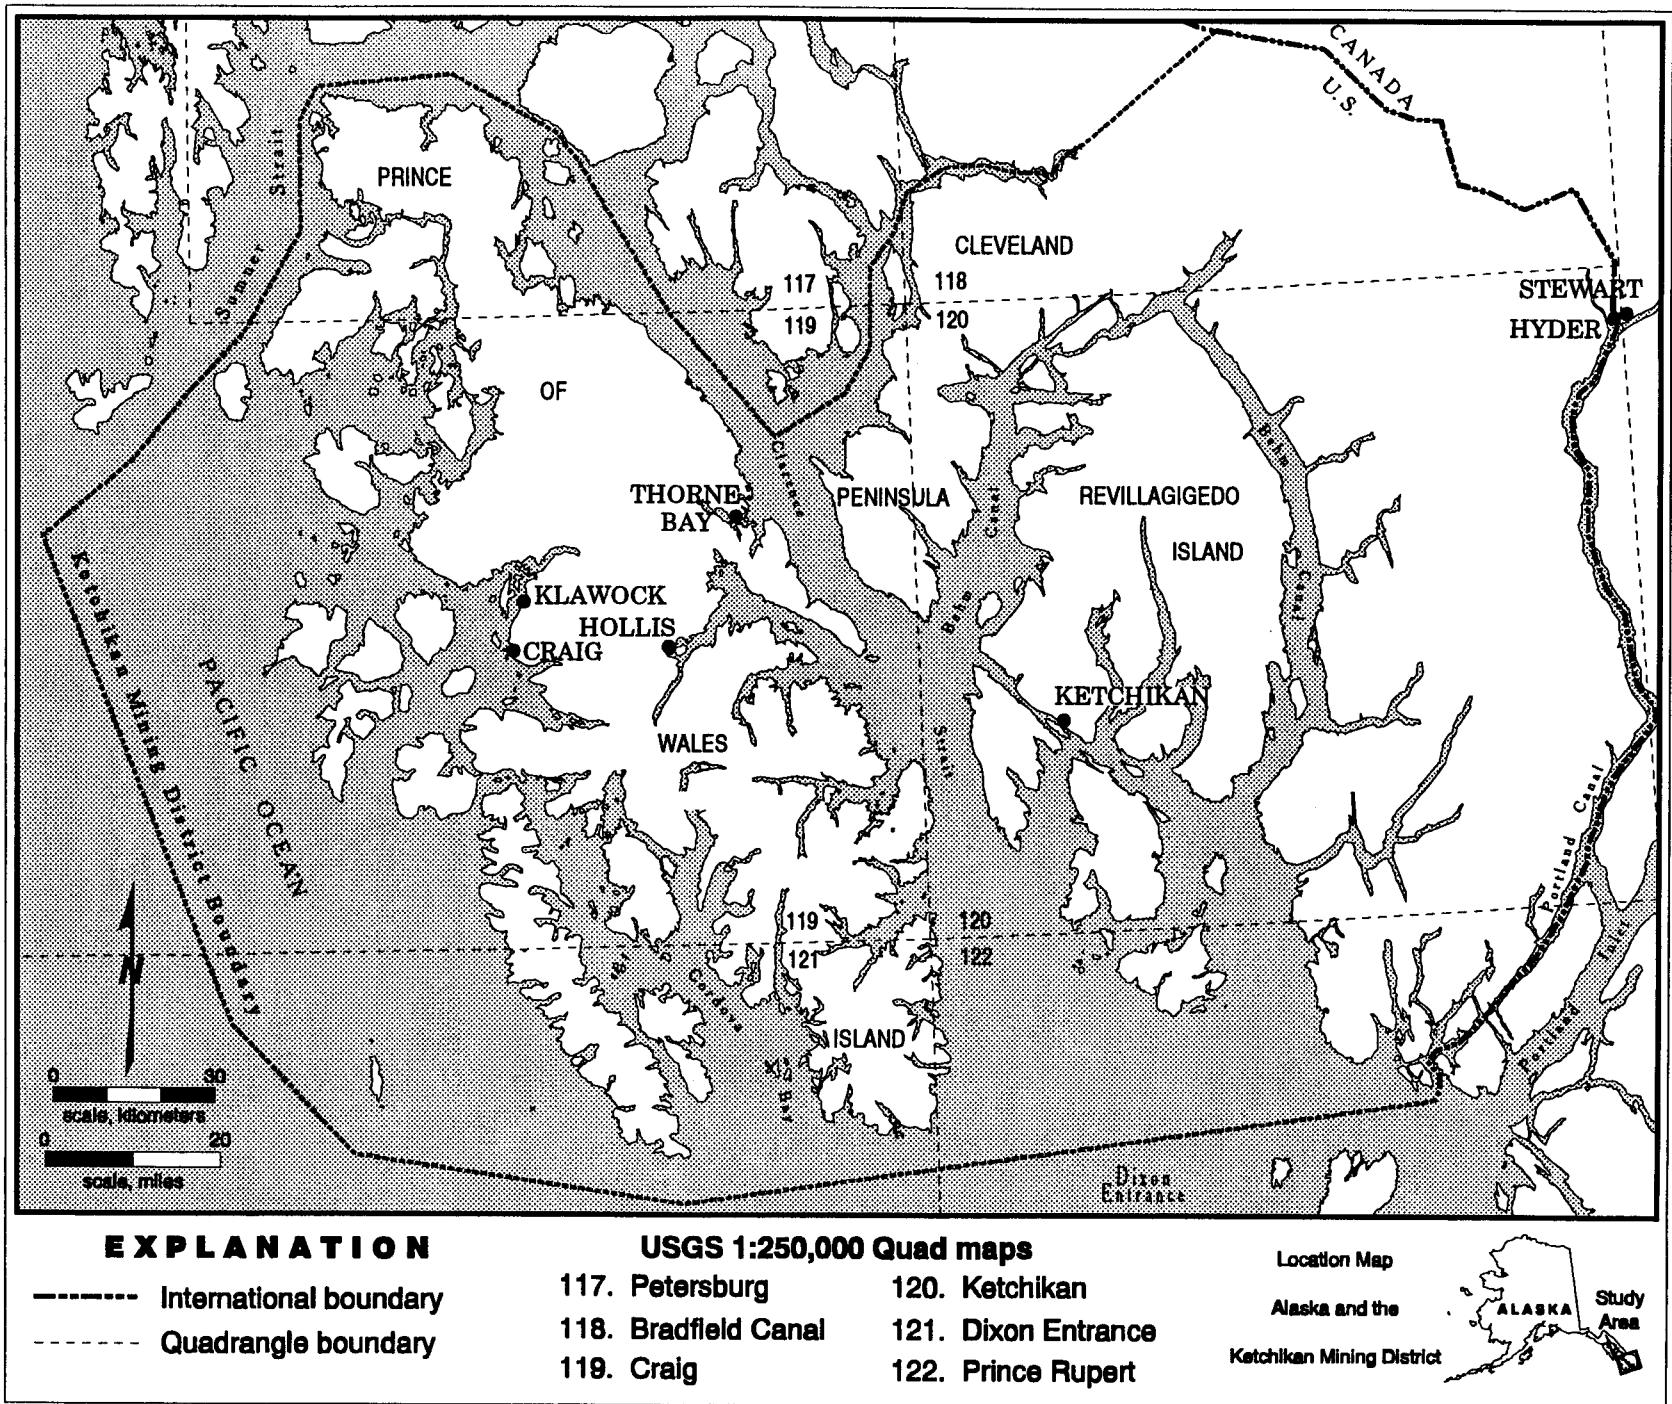 CANADA
U.S.
PRINCE
Strait
Sumner
CLEVELAND
117
118
119
120
STEWART
HYDER
OF
Clarence
Behm
THORNE
BAY
PENINSULA
Canal
REVILLAGIGEDO
ISLAND
Canal
KLAWOCK
HOLLIS
CRAIG
Behm
KETCHIKAN
WALES
Strait
Ketchikan Mining District Boundary
PACIFIC OCEAN
Portland Canal
119
120
121
122
Cordova
Bay
ISLAND
Portland
Inlet
N
0 30
scale, kilometers
0 20
scale, miles
Dixon
Entrance
EXPLANATION
International boundary
Quadrangle boundary
USGS 1:250,000 Quad maps
117. Petersburg
118. Bradfield Canal
119. Craig
120. Ketchikan
121. Dixon Entrance
122. Prince Rupert
Location Map
Alaska and the
Ketchikan Mining District
ALASKA
Study
Area